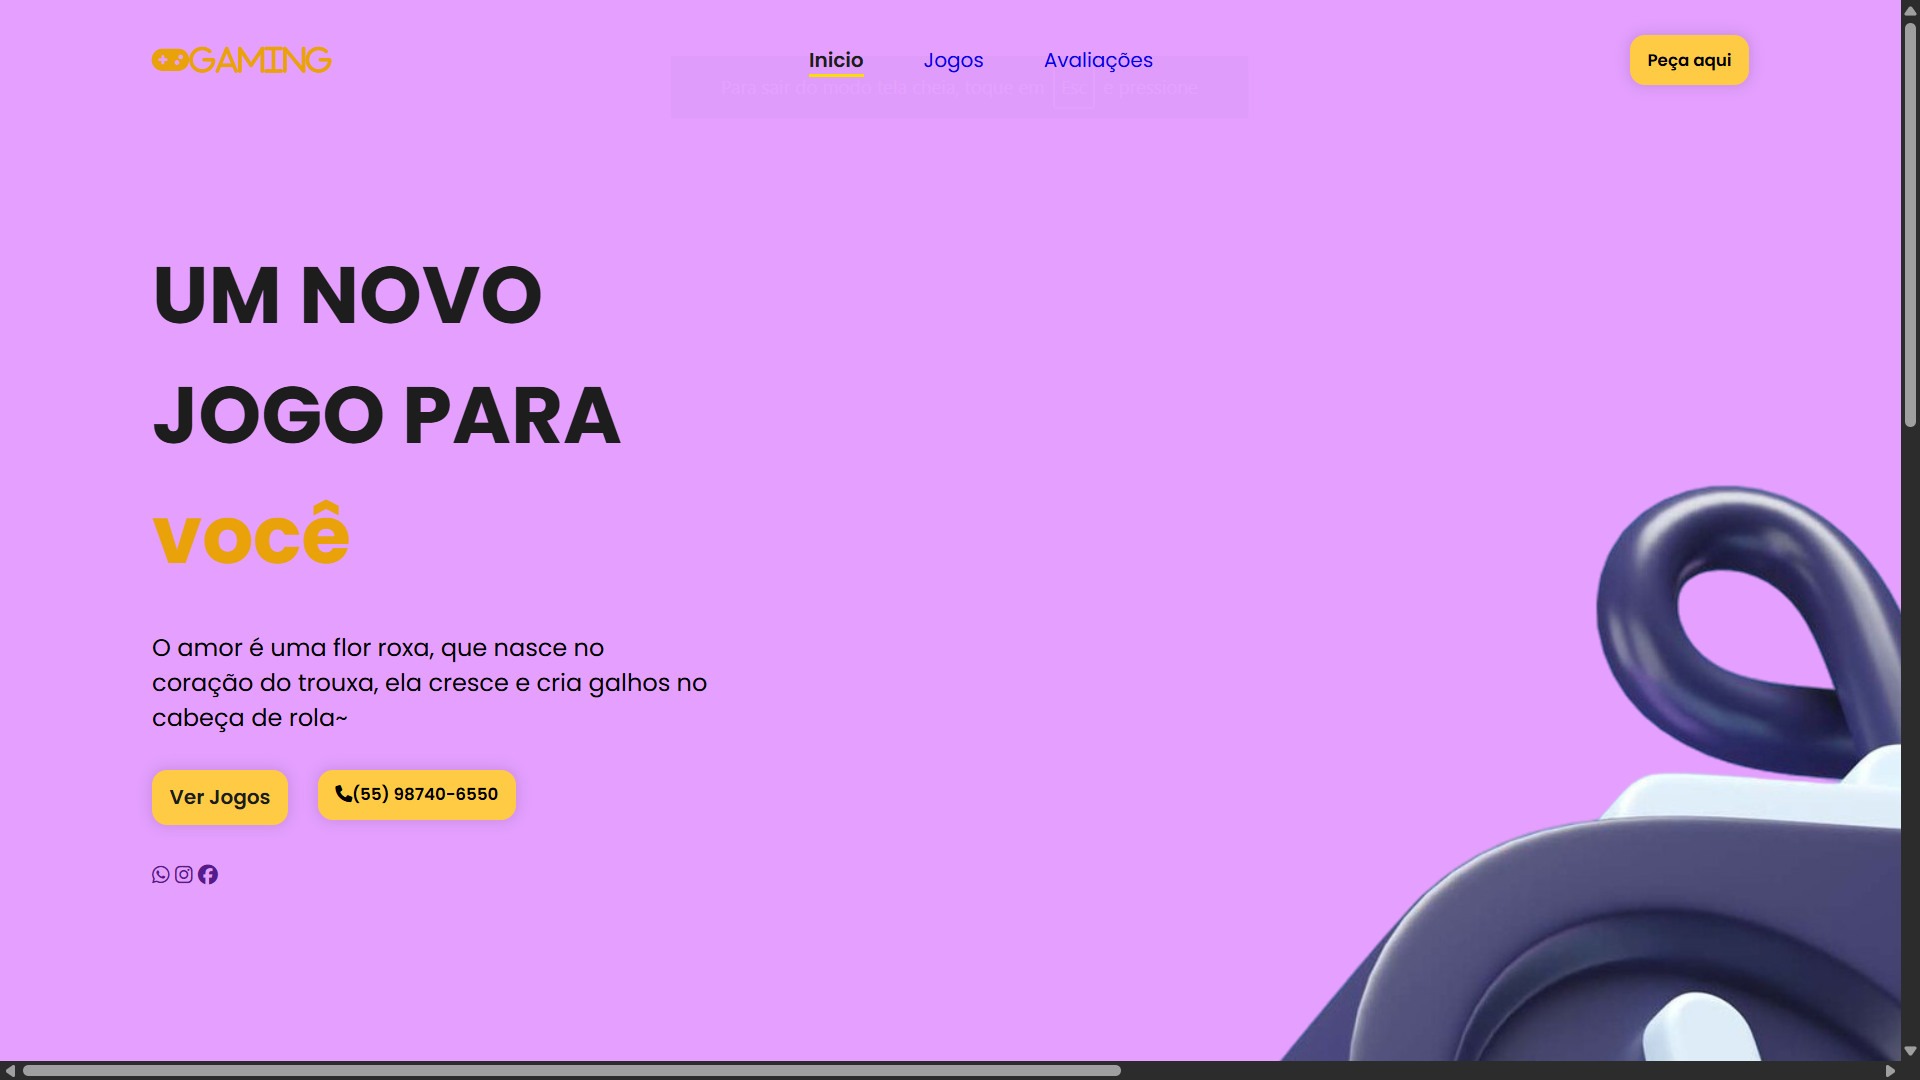 GAMING
Inicio
Jogos
Avaliações
Peça aqui
Para sair do modo tela cheia, toque em Esc e pressione
UM NOVO
JOGO PARA
você
O amor é uma flor roxa, que nasce no
coração do trouxa, ela cresce e cria galhos no
cabeça de rola~
Ver Jogos
(55) 98740-6550